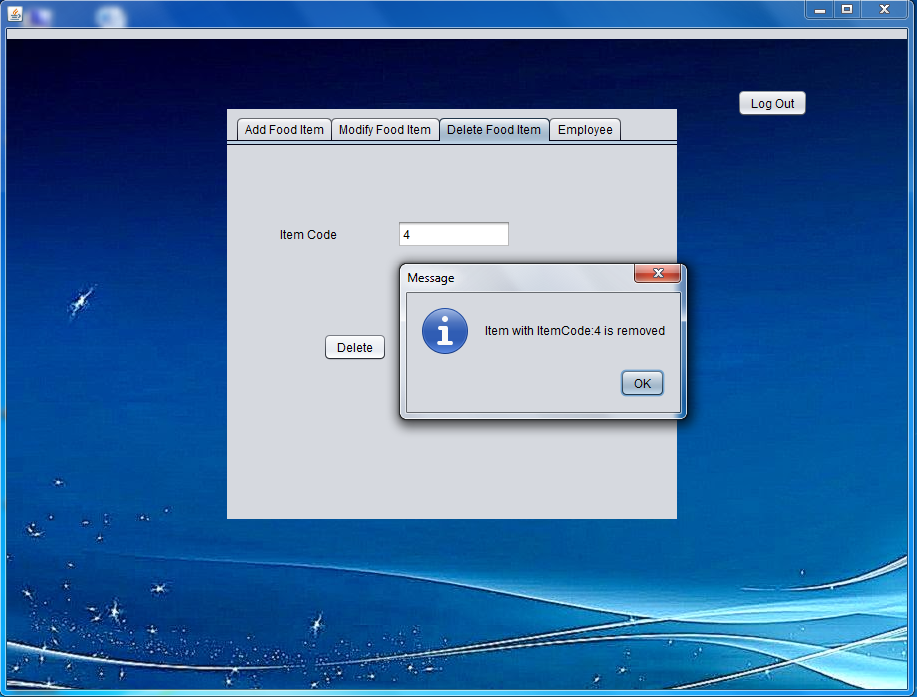 Log Out
Add Food Item Modify Food Item Delete Food Item Employee
Item Code 4
Message
Item with ItemCode:4 is removed
Delete
OK